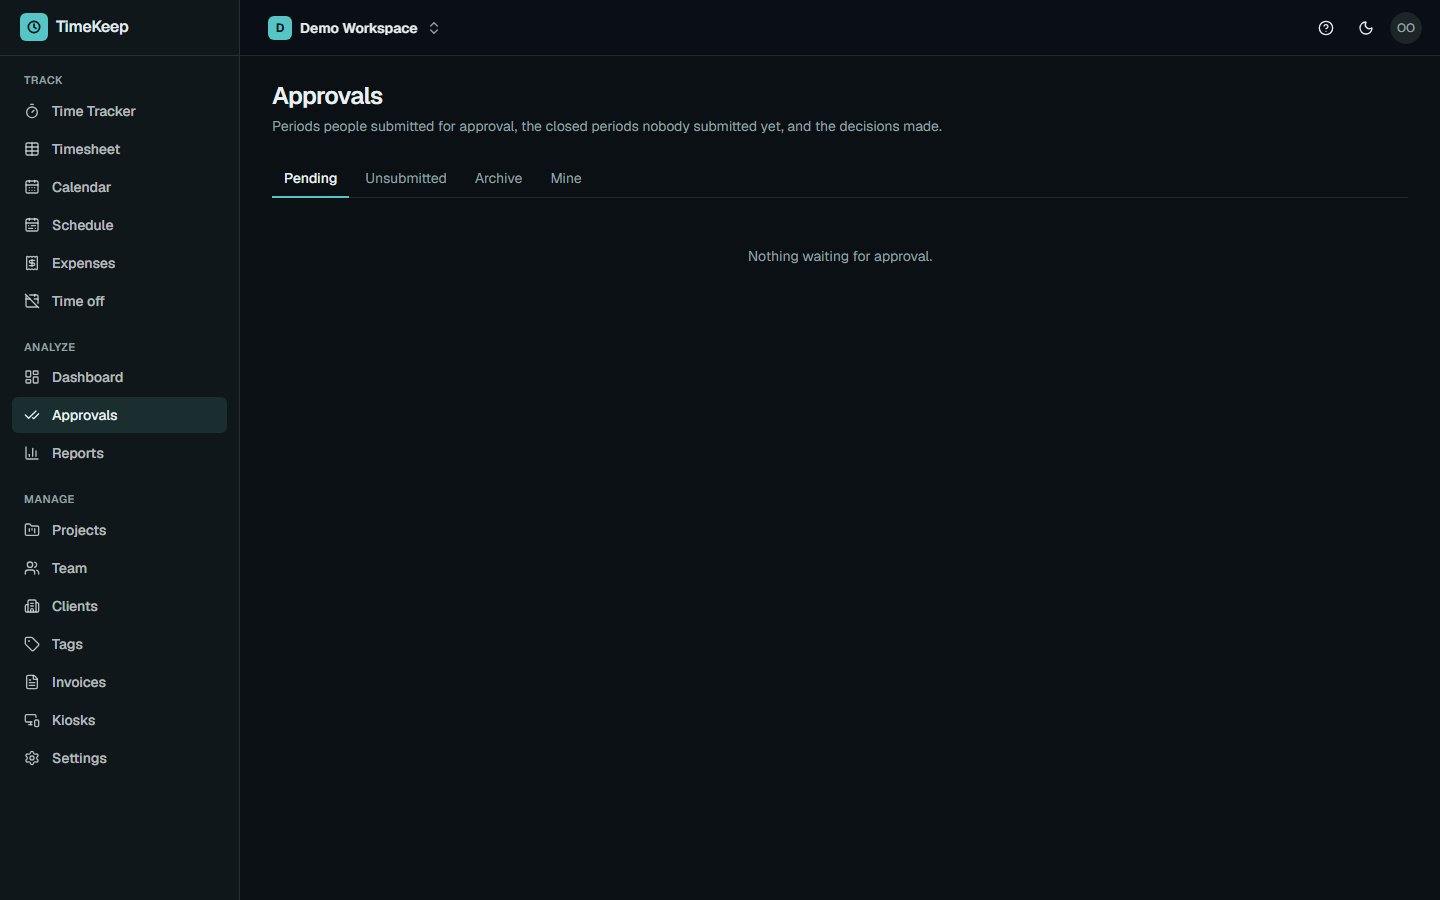 TimeKeep
D Demo Workspace
OO
TRACK
Time Tracker
Timesheet
Calendar
Schedule
Expenses
Time off
ANALYZE
Dashboard
Approvals
Reports
MANAGE
Projects
Team
Clients
Tags
Invoices
Kiosks
Settings
Approvals
Periods people submitted for approval, the closed periods nobody submitted yet, and the decisions made.
Pending Unsubmitted Archive Mine
Nothing waiting for approval.